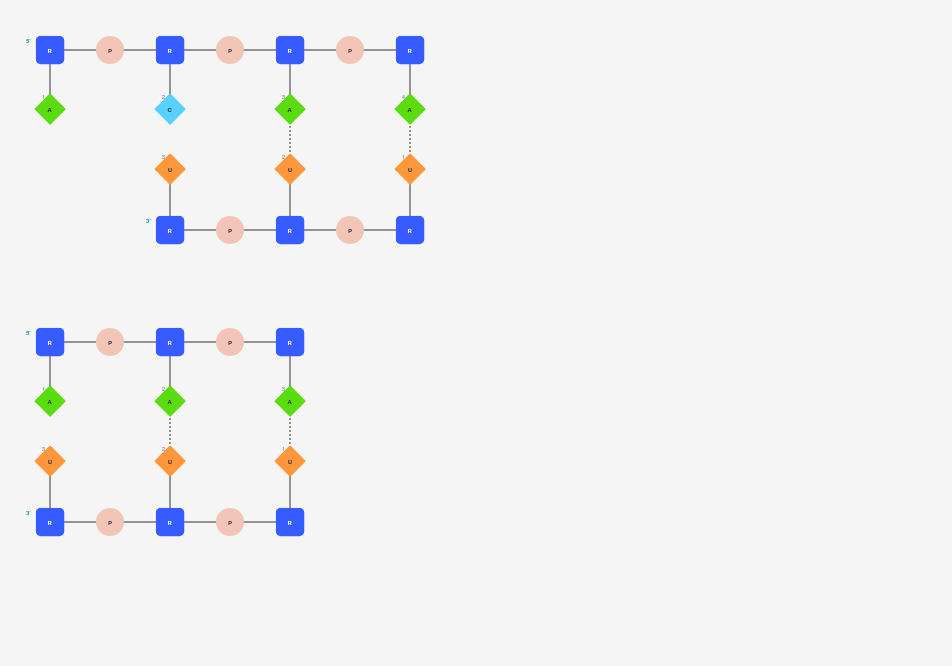 5'
R P R P R P R
1 2 3 4
A C A A
3 2 1
U U U
3'
R P R P R
5'
R P R P R
1 2 3
A A A
3 2 1
U U U
3'
R P R P R